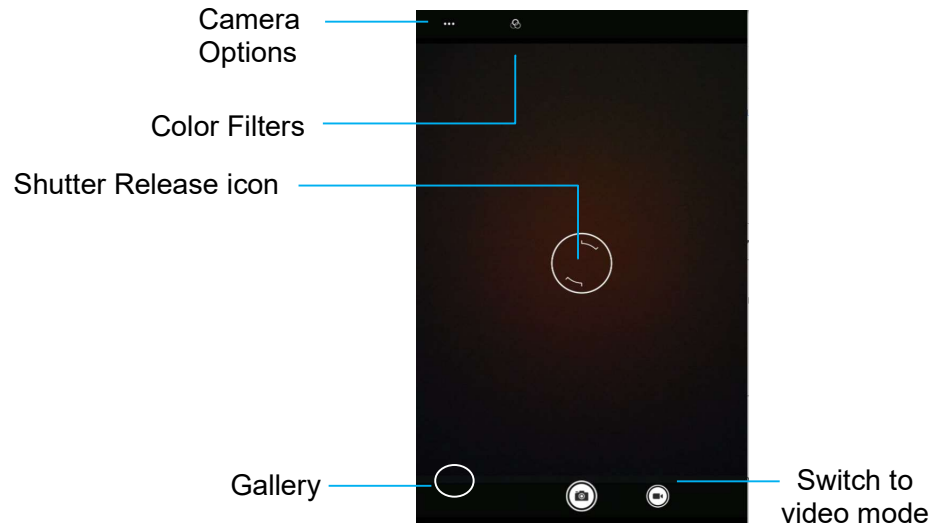 Camera
Options
Color Filters
Shutter Release icon
Gallery
Switch to
video mode